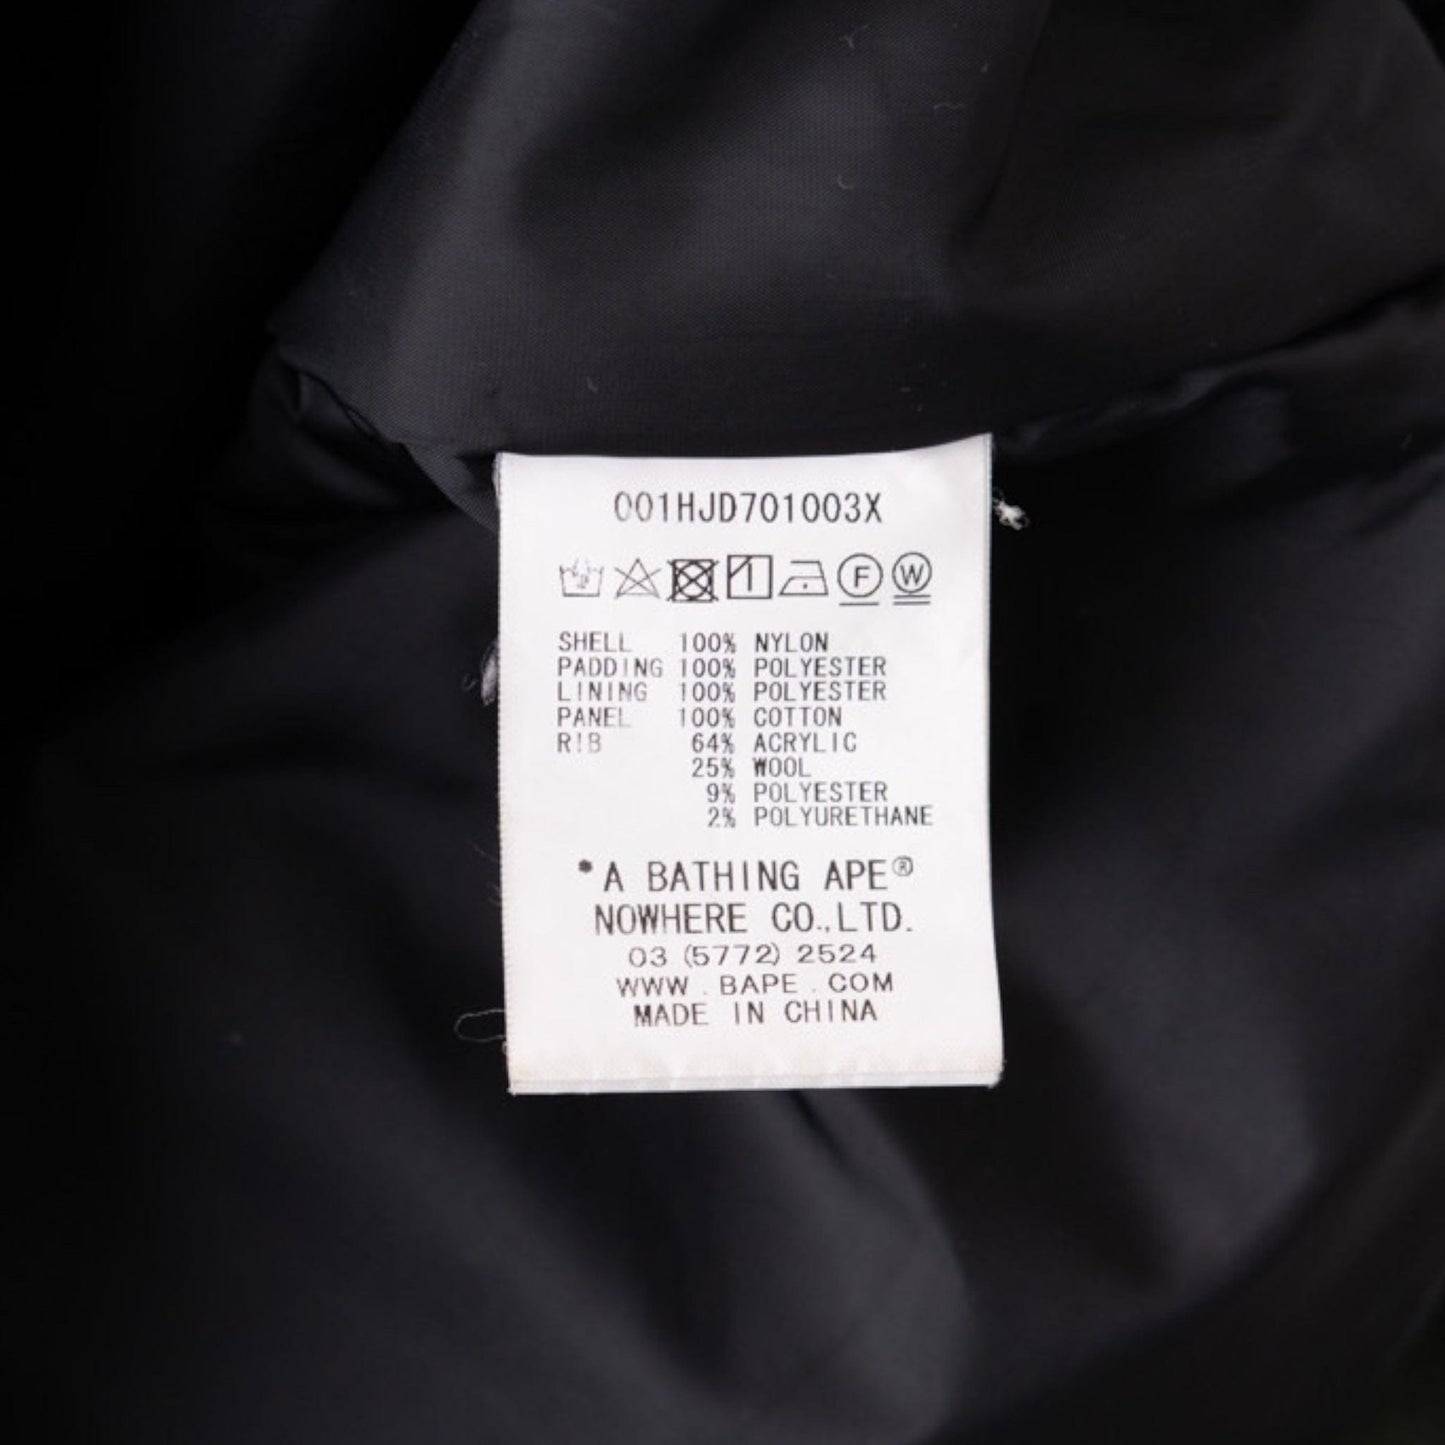 001HJD701003X
F W
SHELL 100% NYLON
PADDING 100% POLYESTER
LINING 100% POLYESTER
PANEL 100% COTTON
RIB 64% ACRYLIC
25% WOOL
9% POLYESTER
2% POLYURETHANE
*A BATHING APE®
NOWHERE CO.,LTD.
03 (5772) 2524
WWW . BAPE . COM
MADE IN CHINA